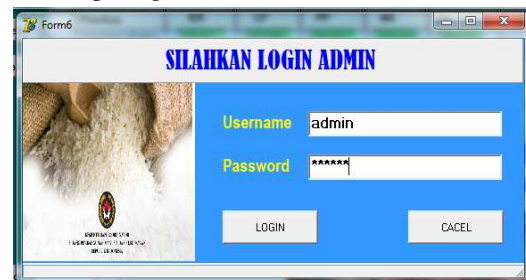 Form6
SILAHKAN LOGIN ADMIN
Username admin
Password ******
LOGIN CACEL